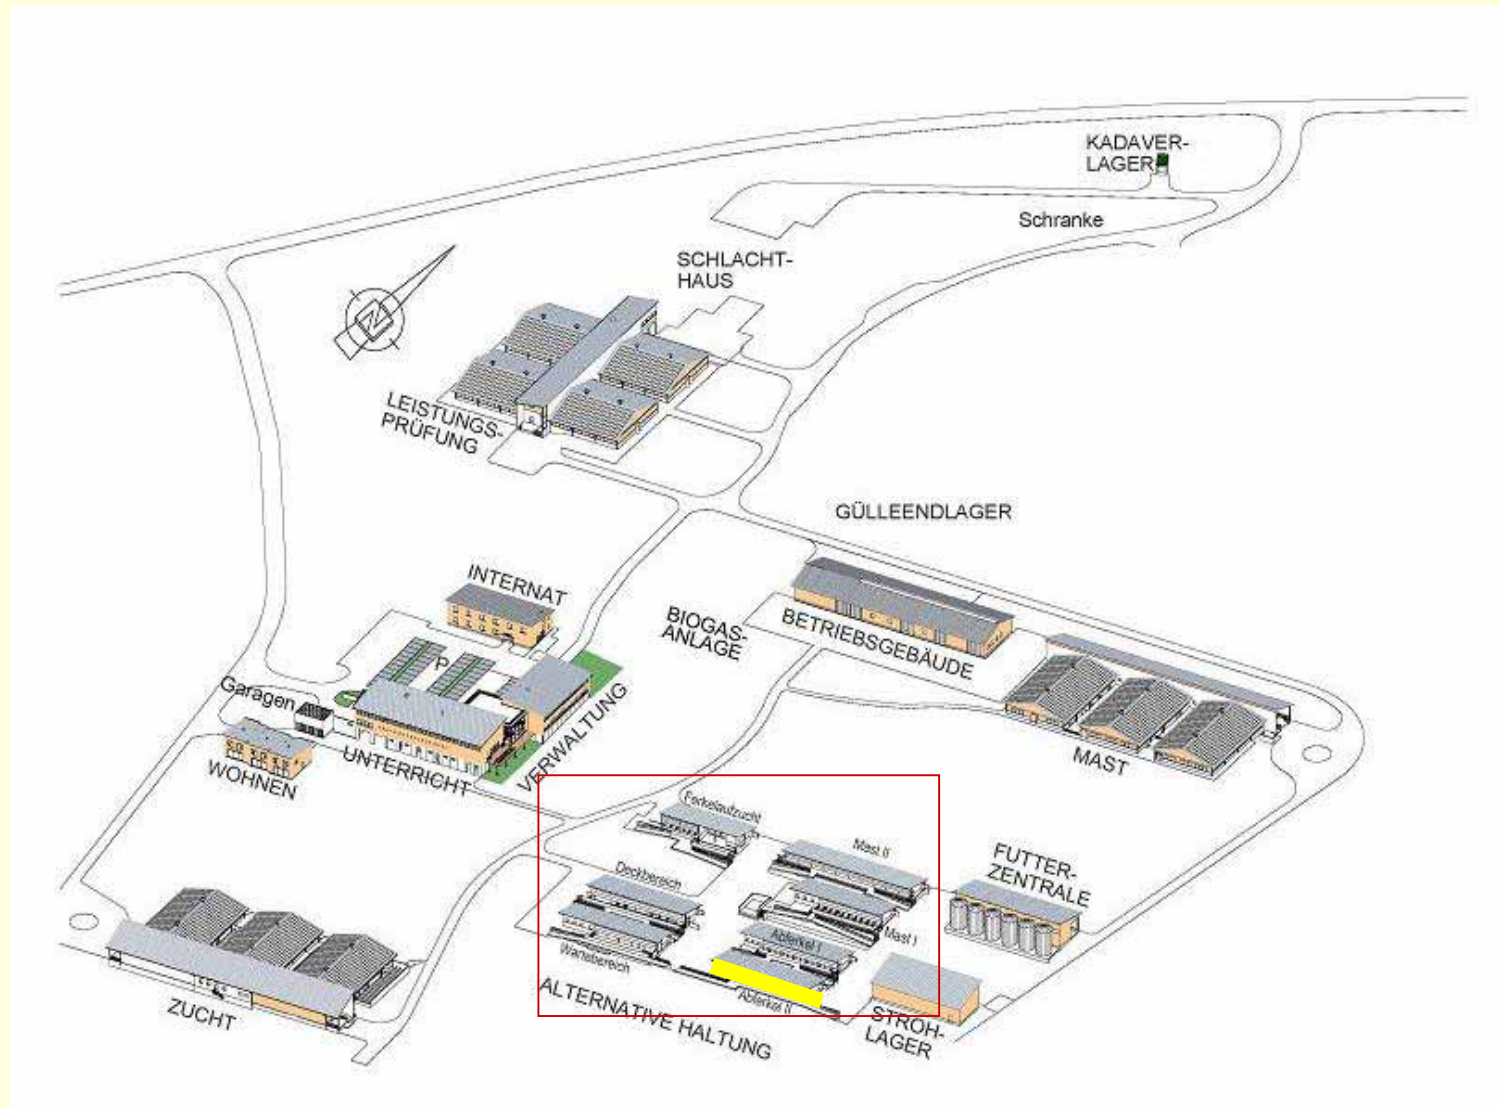 KADAVER-
LAGER
Schranke
SCHLACHT-
HAUS
N
LEISTUNGS-
PRÜFUNG
GÜLLEENDLAGER
INTERNAT
BIOGAS-
ANLAGE
BETRIEBSGEBÄUDE
P
Garagen
VERWALTUNG
UNTERRICHT
WOHNEN
MAST
Ferkelaufzucht
Mast II
FUTTER-
ZENTRALE
Deckbereich
Mast I
Abferkel I
Wartebereich
Abferkel II
ALTERNATIVE HALTUNG
STROH-
LAGER
ZUCHT